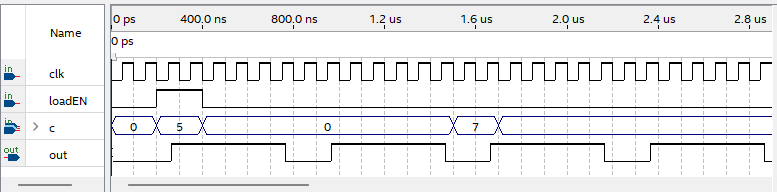 Name
0 ps 400.0 ns 800.0 ns 1.2 us 1.6 us 2.0 us 2.4 us 2.8 us
0 ps
in clk
in loadEN
in > c 0 5 0 7
out out